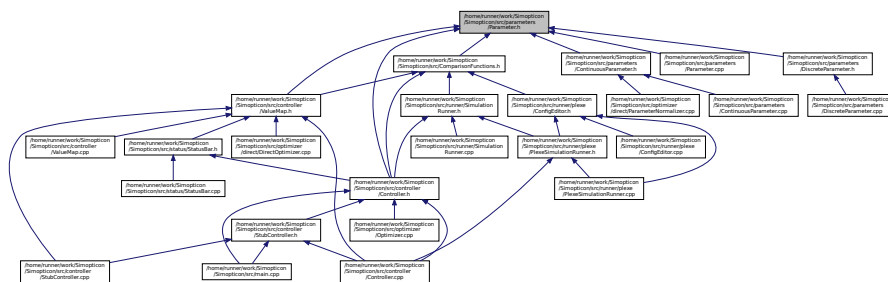 /home/runner/work/Simopticon
/Simopticon/src/parameters
/Parameter.h
/home/runner/work/Simopticon
/Simopticon/src/ComparisonFunctions.h
/home/runner/work/Simopticon
/Simopticon/src/parameters
/ContinuousParameter.h
/home/runner/work/Simopticon
/Simopticon/src/parameters
/Parameter.cpp
/home/runner/work/Simopticon
/Simopticon/src/parameters
/DiscreteParameter.h
/home/runner/work/Simopticon
/Simopticon/src/controller
/ValueMap.h
/home/runner/work/Simopticon
/Simopticon/src/runner/Simulation
Runner.h
/home/runner/work/Simopticon
/Simopticon/src/runner/plexe
/ConfigEditor.h
/home/runner/work/Simopticon
/Simopticon/src/optimizer
/direct/ParameterNormalizer.cpp
/home/runner/work/Simopticon
/Simopticon/src/parameters
/ContinuousParameter.cpp
/home/runner/work/Simopticon
/Simopticon/src/parameters
/DiscreteParameter.cpp
/home/runner/work/Simopticon
/Simopticon/src/controller
/ValueMap.cpp
/home/runner/work/Simopticon
/Simopticon/src/status/StatusBar.h
/home/runner/work/Simopticon
/Simopticon/src/optimizer
/direct/DirectOptimizer.cpp
/home/runner/work/Simopticon
/Simopticon/src/runner/Simulation
Runner.cpp
/home/runner/work/Simopticon
/Simopticon/src/runner/plexe
/PlexeSimulationRunner.h
/home/runner/work/Simopticon
/Simopticon/src/runner/plexe
/ConfigEditor.cpp
/home/runner/work/Simopticon
/Simopticon/src/status/StatusBar.cpp
/home/runner/work/Simopticon
/Simopticon/src/controller
/Controller.h
/home/runner/work/Simopticon
/Simopticon/src/runner/plexe
/PlexeSimulationRunner.cpp
/home/runner/work/Simopticon
/Simopticon/src/controller
/StubController.h
/home/runner/work/Simopticon
/Simopticon/src/optimizer
/Optimizer.cpp
/home/runner/work/Simopticon
/Simopticon/src/controller
/StubController.cpp
/home/runner/work/Simopticon
/Simopticon/src/main.cpp
/home/runner/work/Simopticon
/Simopticon/src/controller
/Controller.cpp